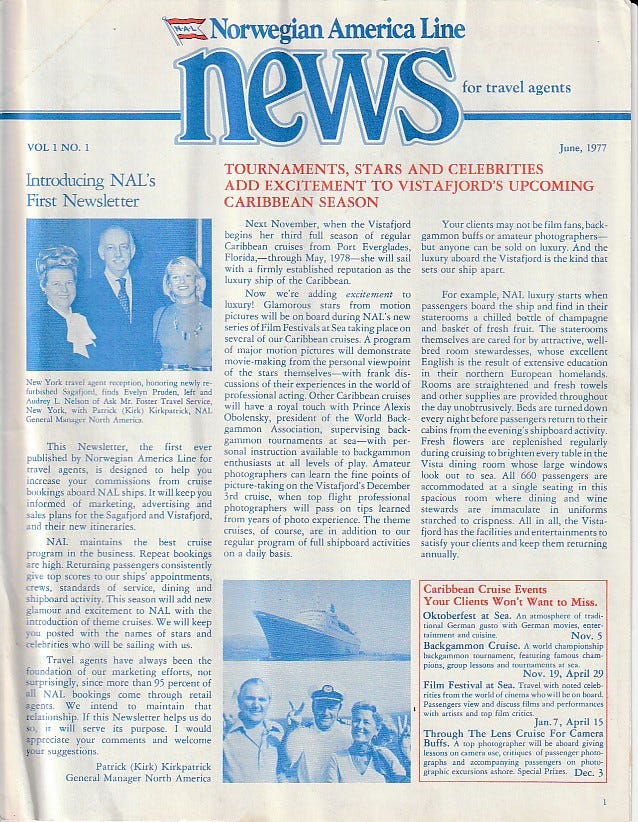 N·A·L
Norwegian America Line
news
for travel agents
VOL 1 NO. 1
June, 1977
Introducing NAL's
First Newsletter
New York travel agent reception, honoring newly re-
furbished Sagafjord, finds Evelyn Pruden, left and
Audrey L. Nelson of Ask Mr. Foster Travel Service,
New York, with Patrick (Kirk) Kirkpatrick, NAL
General Manager North America.
This Newsletter, the first ever
published by Norwegian America Line for
travel agents, is designed to help you
increase your commissions from cruise
bookings aboard NAL ships. It will keep you
informed of marketing, advertising and
sales plans for the Sagafjord and Vistafjord,
and their new itineraries.
NAL maintains the best cruise
program in the business. Repeat bookings
are high. Returning passengers consistently
give top scores to our ships' appointments,
crews, standards of service, dining and
shipboard activity. This season will add new
glamour and excitement to NAL with the
introduction of theme cruises. We will keep
you posted with the names of stars and
celebrities who will be sailing with us.
Travel agents have always been the
foundation of our marketing efforts, not
surprisingly, since more than 95 percent of
all NAL bookings come through retail
agents. We intend to maintain that
relationship. If this Newsletter helps us do
so, it will serve its purpose. I would
appreciate your comments and welcome
your suggestions.
Patrick (Kirk) Kirkpatrick
General Manager North America
TOURNAMENTS, STARS AND CELEBRITIES
ADD EXCITEMENT TO VISTAFJORD'S UPCOMING
CARIBBEAN SEASON
Next November, when the Vistafjord
begins her third full season of regular
Caribbean cruises from Port Everglades,
Florida,—through May, 1978—she will sail
with a firmly established reputation as the
luxury ship of the Caribbean.
Now we're adding excitement to
luxury! Glamorous stars from motion
pictures will be on board during NAL's new
series of Film Festivals at Sea taking place on
several of our Caribbean cruises. A program
of major motion pictures will demonstrate
movie-making from the personal viewpoint
of the stars themselves—with frank dis-
cussions of their experiences in the world of
professional acting. Other Caribbean cruises
will have a royal touch with Prince Alexis
Obolensky, president of the World Back-
gammon Association, supervising back-
gammon tournaments at sea—with per-
sonal instruction available to backgammon
enthusiasts at all levels of play. Amateur
photographers can learn the fine points of
picture-taking on the Vistafjord's December
3rd cruise, when top flight professional
photographers will pass on tips learned
from years of photo experience. The theme
cruises, of course, are in addition to our
regular program of full shipboard activities
on a daily basis.
Your clients may not be film fans, back-
gammon buffs or amateur photographers—
but anyone can be sold on luxury. And the
luxury aboard the Vistafjord is the kind that
sets our ship apart.
For example, NAL luxury starts when
passengers board the ship and find in their
staterooms a chilled bottle of champagne
and basket of fresh fruit. The staterooms
themselves are cared for by attractive, well-
bred room stewardesses, whose excellent
English is the result of extensive education
in their northern European homelands.
Rooms are straightened and fresh towels
and other supplies are provided throughout
the day unobtrusively. Beds are turned down
every night before passengers return to their
cabins from the evening's shipboard activity.
Fresh flowers are replenished regularly
during cruising to brighten every table in the
Vista dining room whose large windows
look out to sea. All 660 passengers are
accommodated at a single seating in this
spacious room where dining and wine
stewards are immaculate in uniforms
starched to crispness. All in all, the Vista-
fjord has the facilities and entertainments to
satisfy your clients and keep them returning
annually.
Caribbean Cruise Events
Your Clients Won't Want to Miss.
Oktoberfest at Sea. An atmosphere of tradi-
tional German gusto with German movies, enter-
tainment and cuisine. Nov. 5
Backgammon Cruise. A world championship
backgammon tournament, featuring famous cham-
pions, group lessons and tournaments at sea.
Nov. 19, April 29
Film Festival at Sea. Travel with noted celeb-
rities from the world of cinema who will be on board.
Passengers view and discuss films and performances
with artists and top film critics.
Jan. 7, April 15
Through The Lens Cruise For Camera
Buffs. A top photographer will be aboard giving
lessons on camera use, critiques of passenger photo-
graphs and accompanying passengers on photo-
graphic excursions ashore. Special Prizes. Dec. 3
1